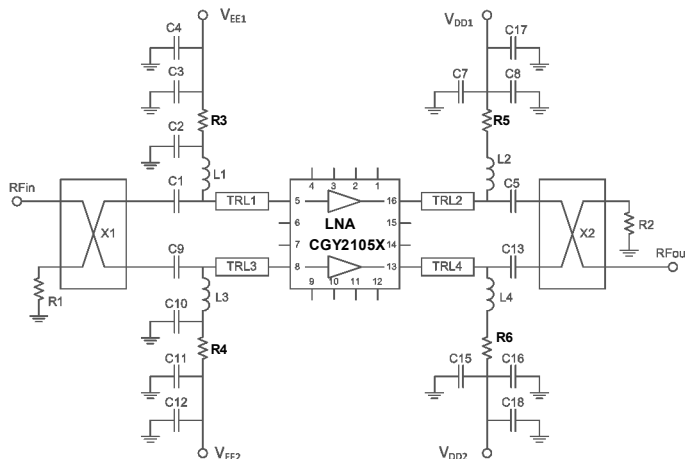 VEE1
VDD1
C4
C17
C3
C7
C8
R3
R5
C2
L1
L2
C1
C5
RFin
TRL1
TRL2
4
3
2
1
5
16
X1
6
LNA
15
X2
R2
7
CGY2105X
14
C9
C13
RFou
TRL3
TRL4
8
13
R1
9
10
11
12
L3
L4
C10
R4
R6
C11
C15
C16
C12
C18
VEE2
VDD2